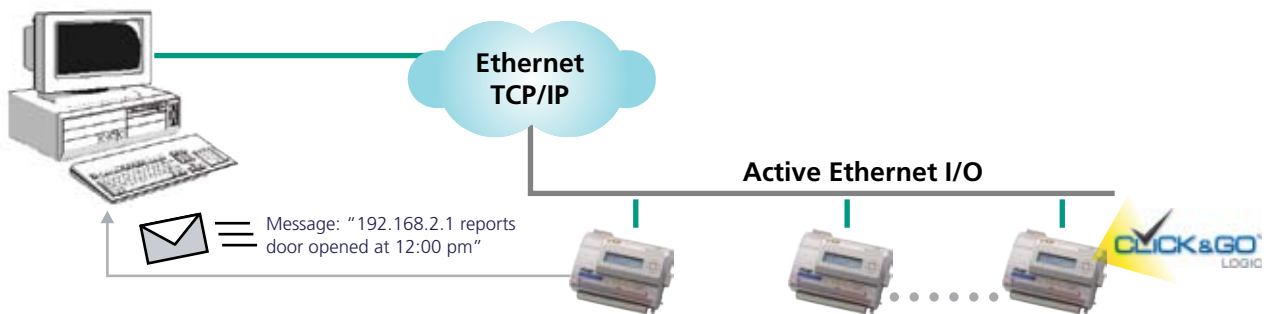 Ethernet
TCP/IP
Active Ethernet I/O
Message: “192.168.2.1 reports
door opened at 12:00 pm”
CLICK&GO™
LOGIC